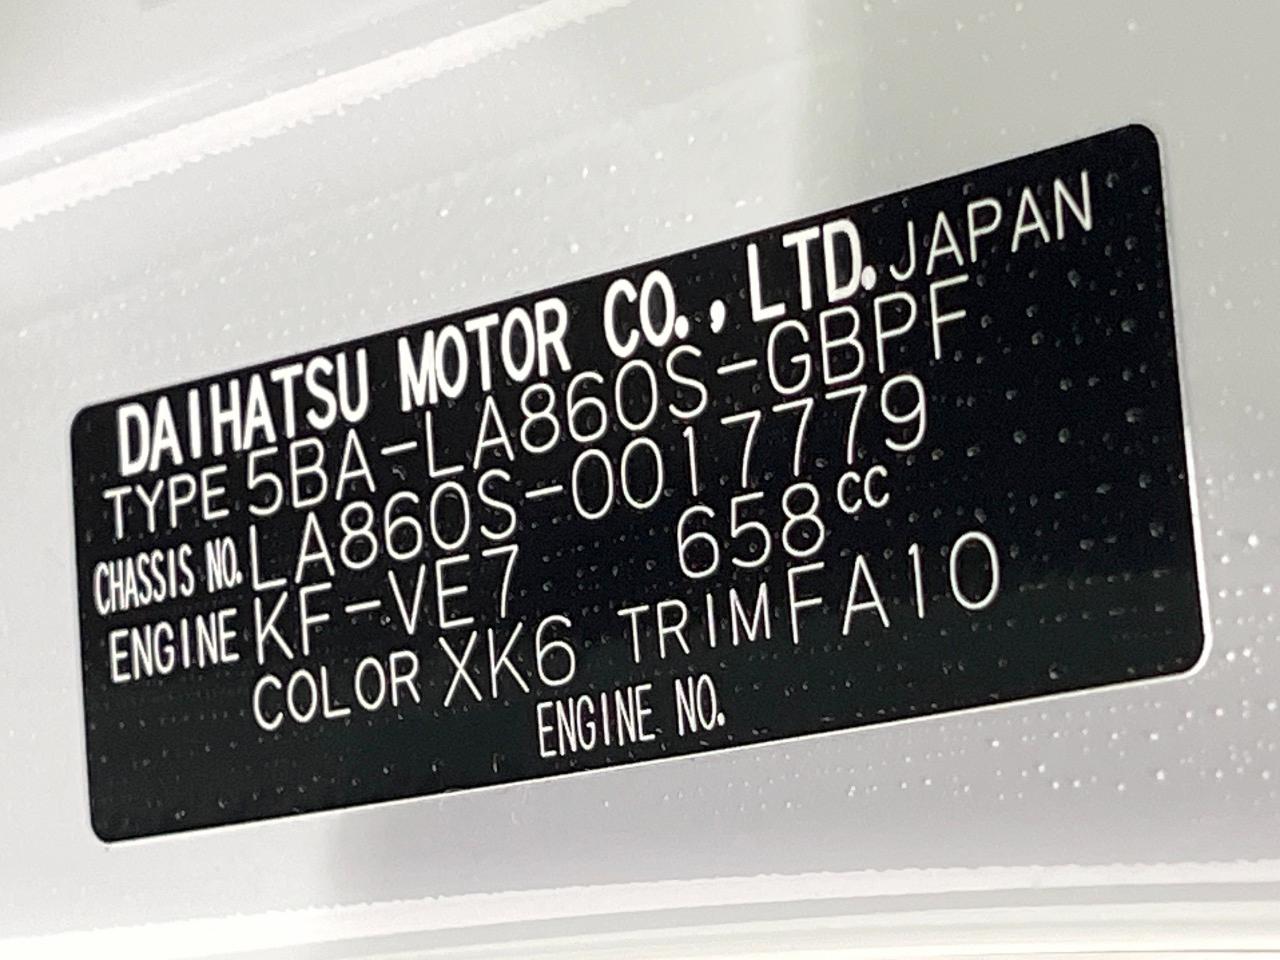 DAIHATSU MOTOR CO., LTD. JAPAN
TYPE 5BA-LA860S-GBPF
CHASSIS NO. LA860S-0017779
ENGINE KF-VE7 658cc
COLOR XK6 TRIM FA10
ENGINE NO.